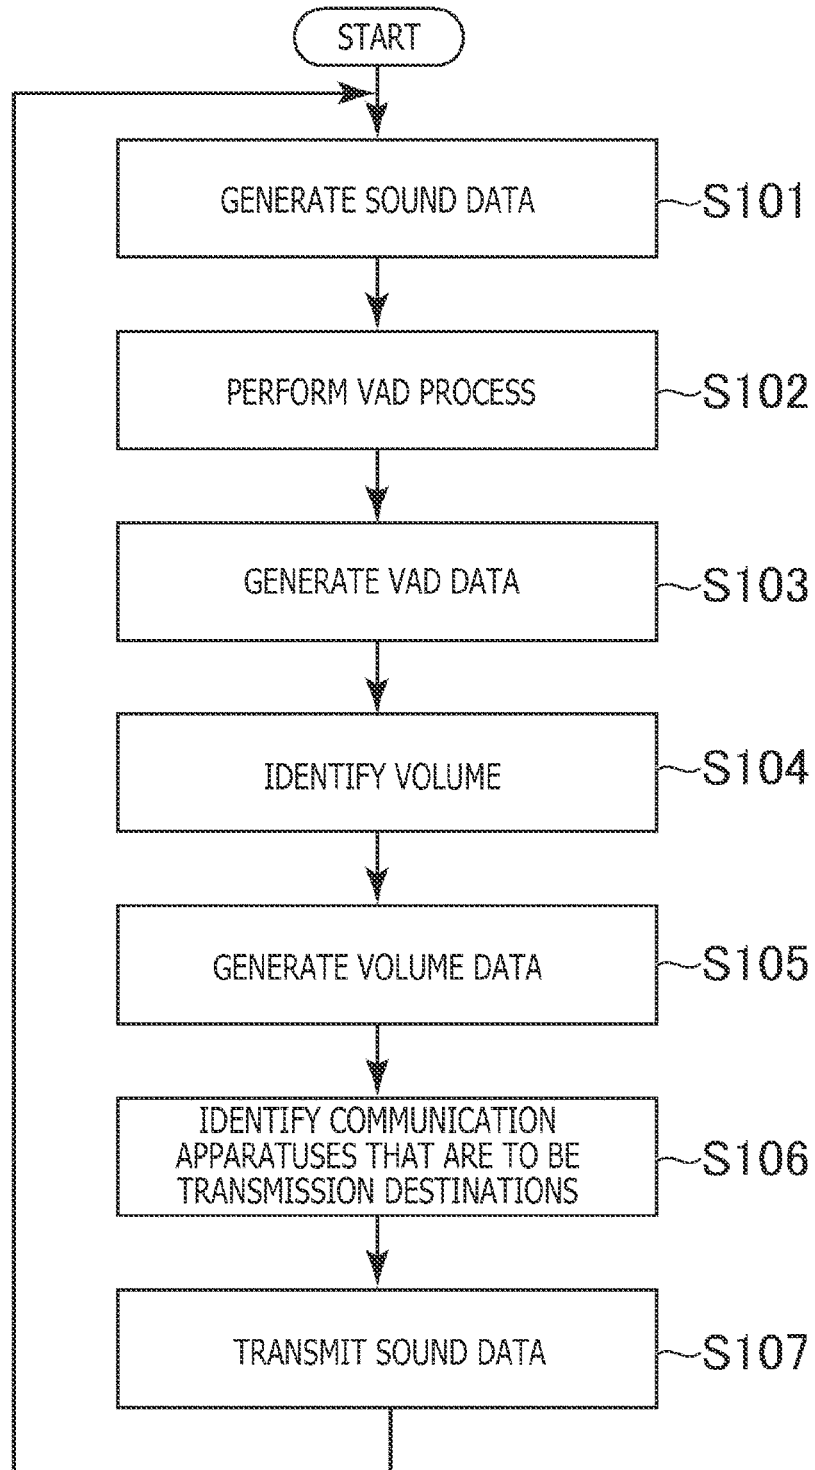 START
GENERATE SOUND DATA
S101
PERFORM VAD PROCESS
S102
GENERATE VAD DATA
S103
IDENTIFY VOLUME
S104
GENERATE VOLUME DATA
S105
IDENTIFY COMMUNICATION
APPARATUSES THAT ARE TO BE
TRANSMISSION DESTINATIONS
S106
TRANSMIT SOUND DATA
S107